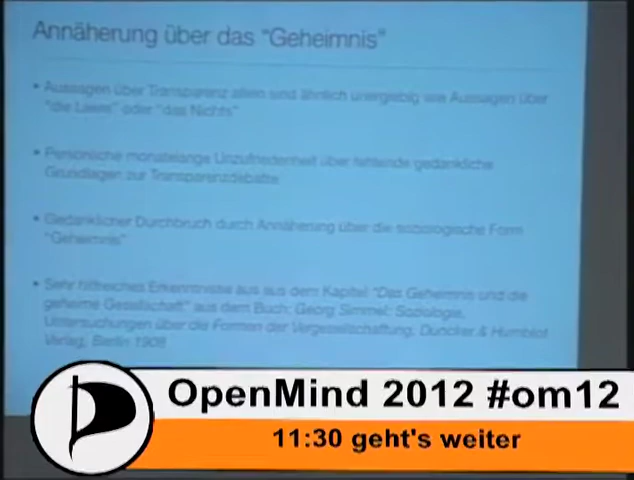 Annäherung über das "Geheimnis"
• Aussagen über Transparenz allein sind ähnlich unergiebig wie Aussagen über
"die Leere" oder "das Nichts"
• Persönliche monatelange Unzufriedenheit über fehlende gedankliche
Grundlagen zur Transparenzdebatte
• Gedanklicher Durchbruch durch Annäherung über die soziologische Form
"Geheimnis"
• Sehr hilfreiches Erkenntnisse aus aus dem Kapitel "Das Geheimnis und die
geheime Gesellschaft" aus dem Buch: Georg Simmel: Soziologie.
Untersuchungen über die Formen der Vergesellschaftung, Duncker & Humblot
Verlag, Berlin 1908
OpenMind 2012 #om12
11:30 geht's weiter